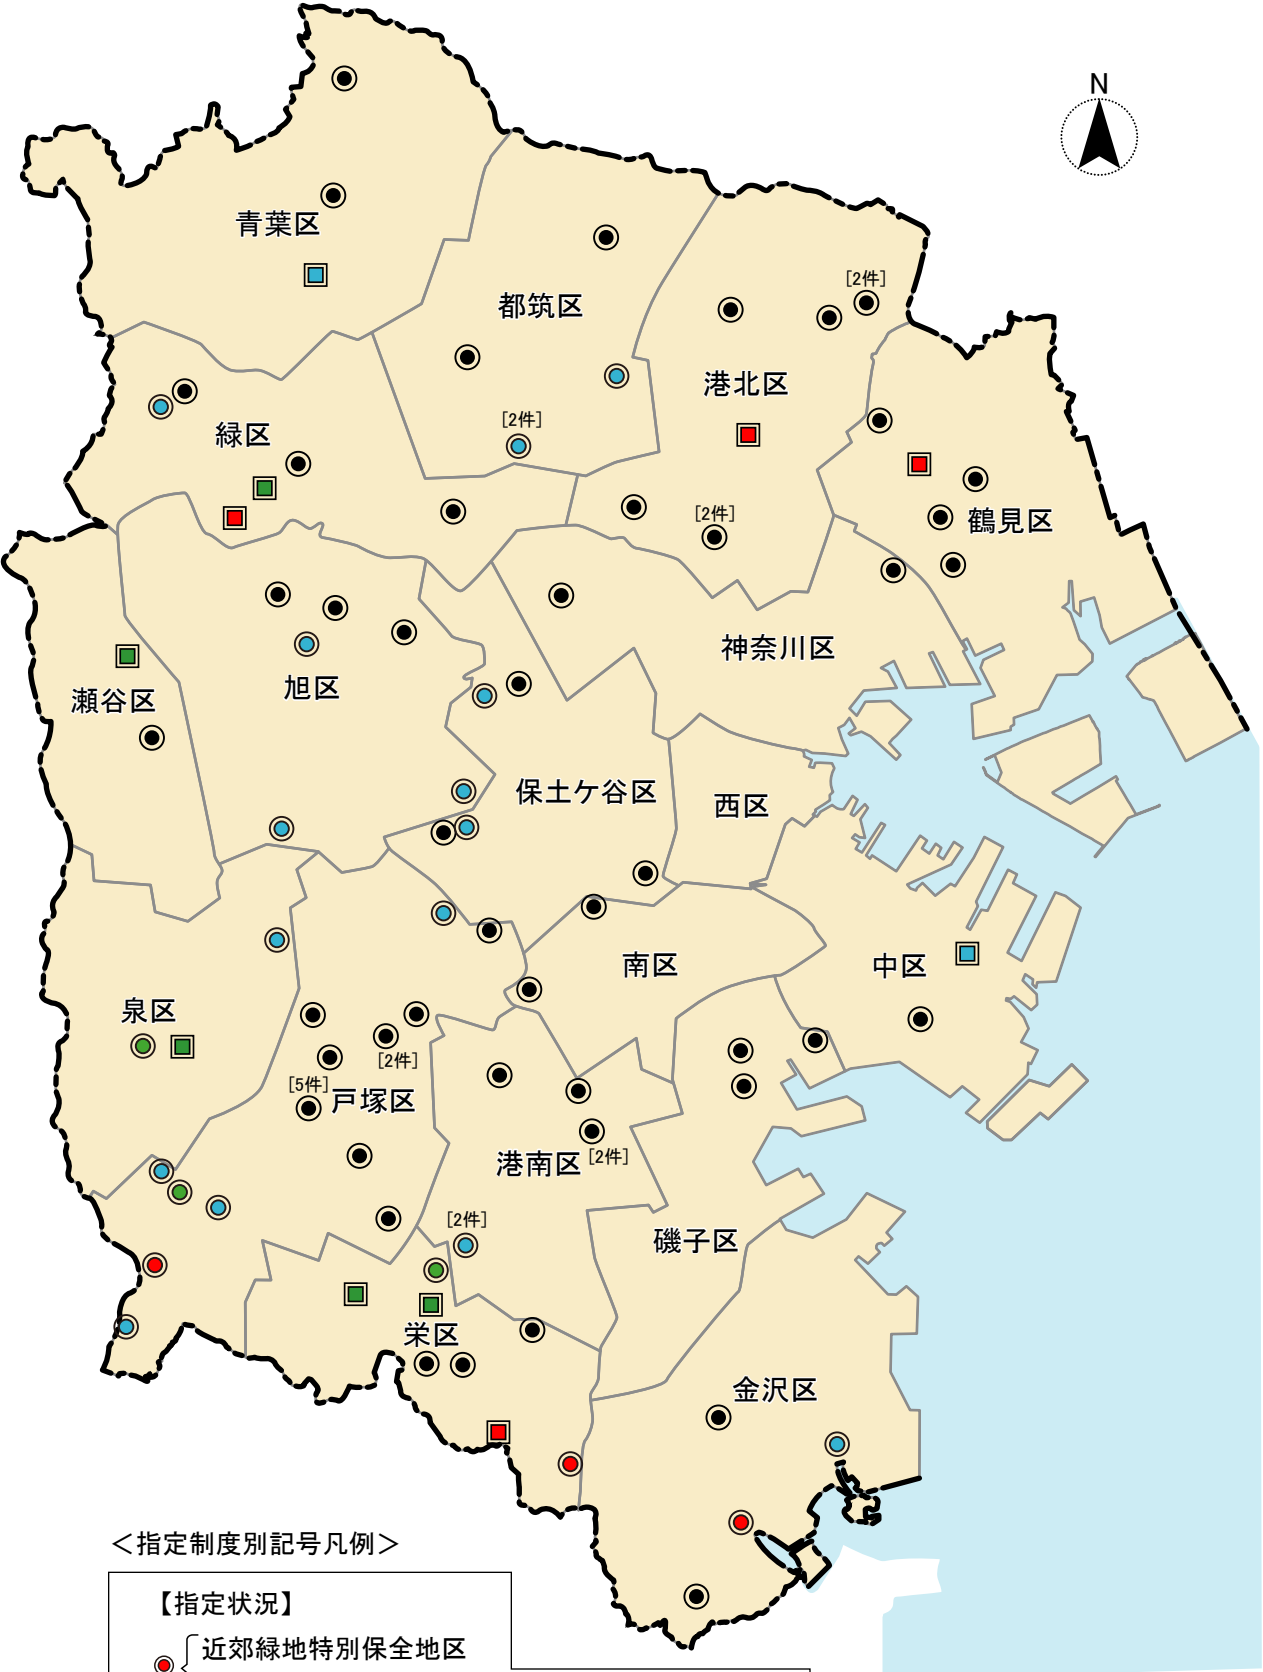 N
青葉区
都筑区
[2件]
港北区
[2件]
緑区
[2件]
鶴見区
神奈川区
瀬谷区
旭区
保土ケ谷区
西区
南区
中区
泉区
[2件]
[5件]
戸塚区
港南区
[2件]
[2件]
磯子区
栄区
金沢区
＜指定制度別記号凡例＞
【指定状況】
近郊緑地特別保全地区